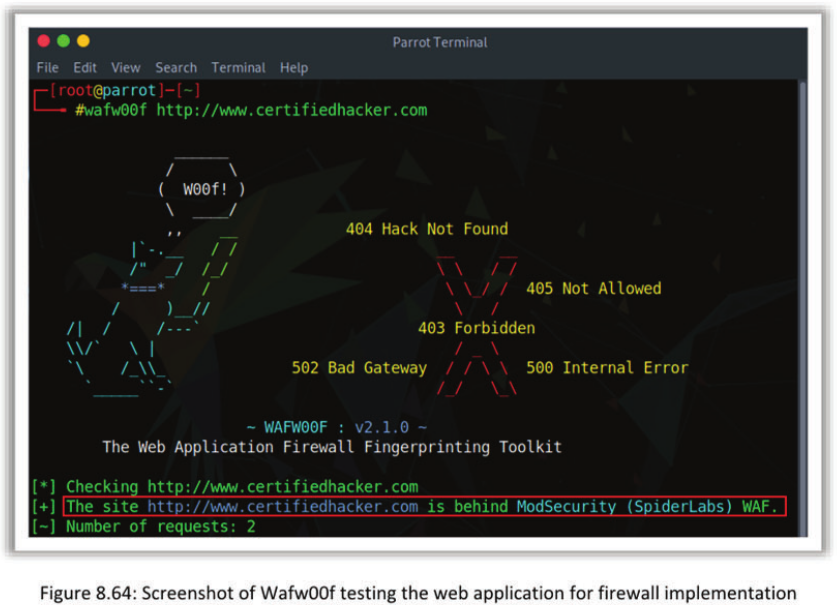 Parrot Terminal
File Edit View Search Terminal Help
[root@parrot]─[~]
#wafw00f http://www.certifiedhacker.com
( W00f! )
404 Hack Not Found
405 Not Allowed
403 Forbidden
502 Bad Gateway 500 Internal Error
~ WAFW00F : v2.1.0 ~
The Web Application Firewall Fingerprinting Toolkit
[*] Checking http://www.certifiedhacker.com
[+] The site http://www.certifiedhacker.com is behind ModSecurity (SpiderLabs) WAF.
[~] Number of requests: 2
Figure 8.64: Screenshot of Wafw00f testing the web application for firewall implementation